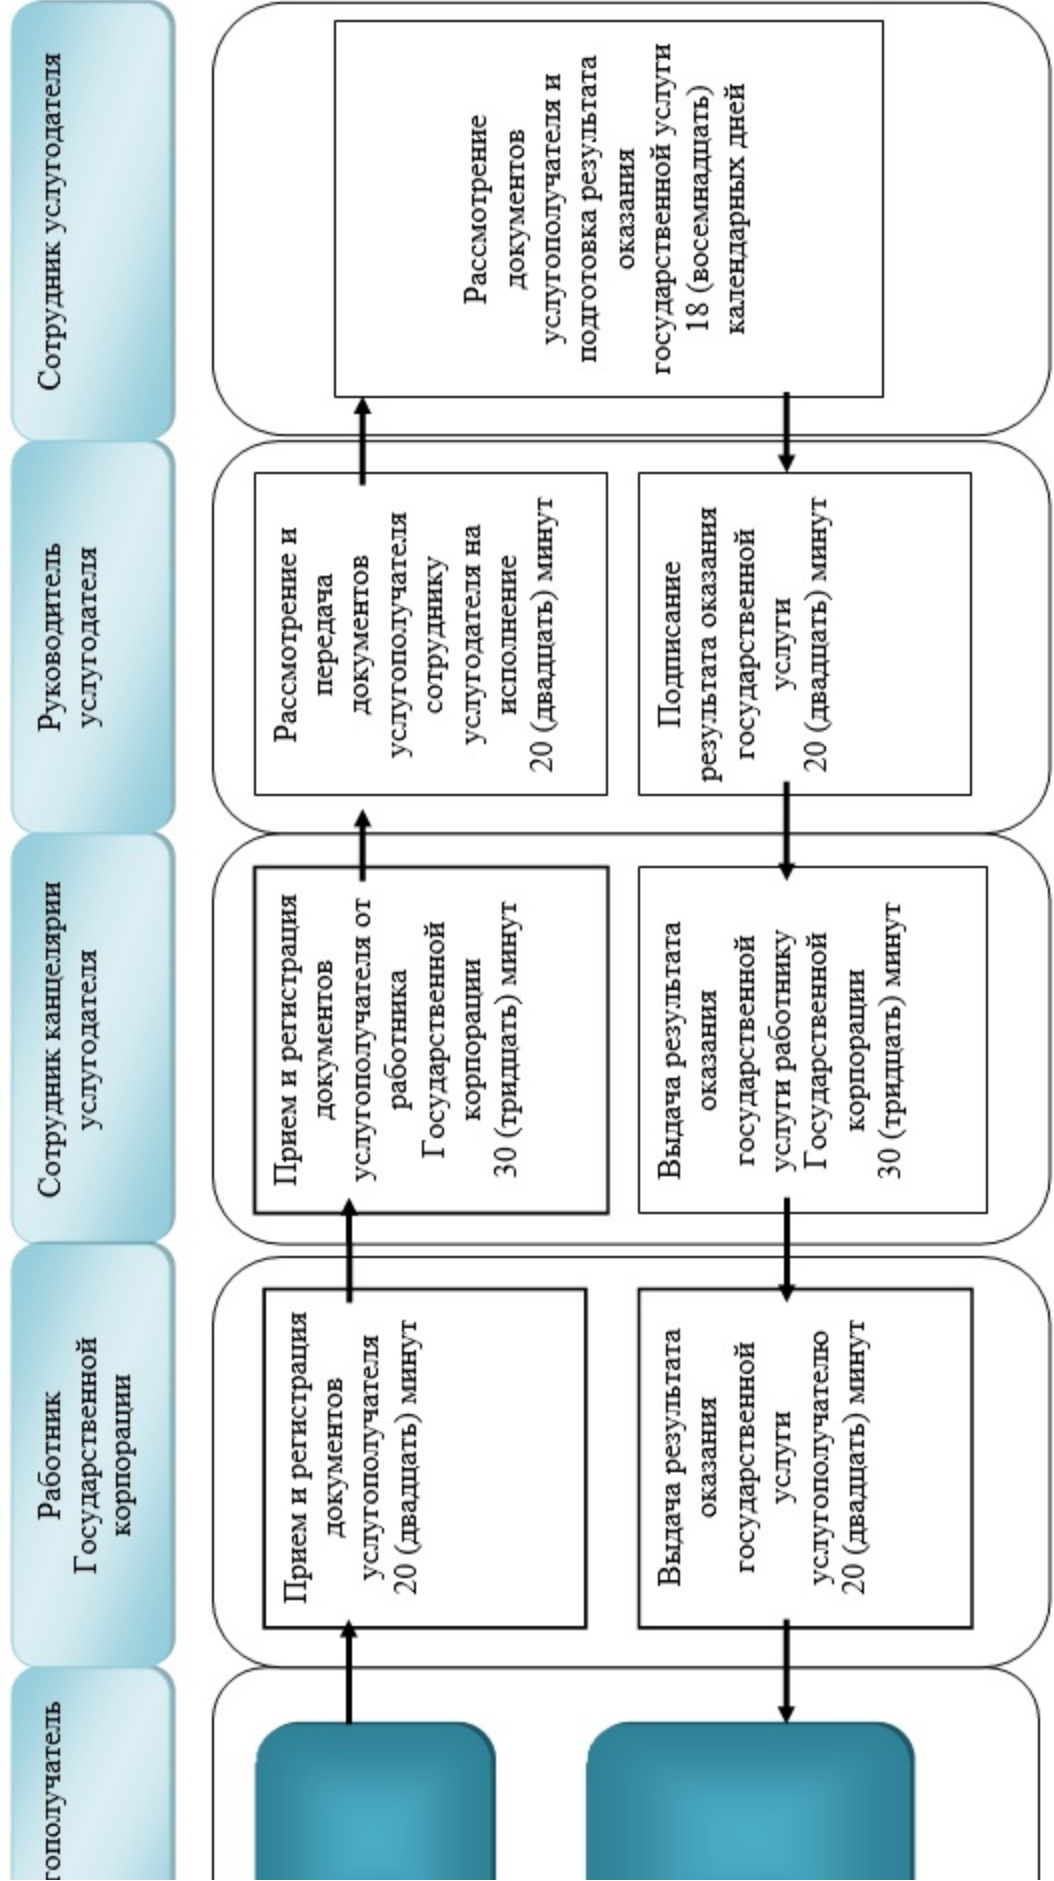 гополучатель
Работник
Государственной
корпорации
Сотрудник канцелярии
услугодателя
Руководитель
услугодателя
Сотрудник услугодателя
Прием и регистрация
документов
услугополучателя
20 (двадцать) минут
Прием и регистрация
документов
услугополучателя от
работника
Государственной
корпорации
30 (тридцать) минут
Рассмотрение и
передача
документов
услугополучателя
сотруднику
услугодателя на
исполнение
20 (двадцать) минут
Рассмотрение
документов
услугополучателя и
подготовка результата
оказания
государственной услуги
18 (восемнадцать)
календарных дней
Выдача результата
оказания
государственной
услуги
услугополучателю
20 (двадцать) минут
Выдача результата
оказания
государственной
услуги работнику
Государственной
корпорации
30 (тридцать) минут
Подписание
результата оказания
государственной
услуги
20 (двадцать) минут